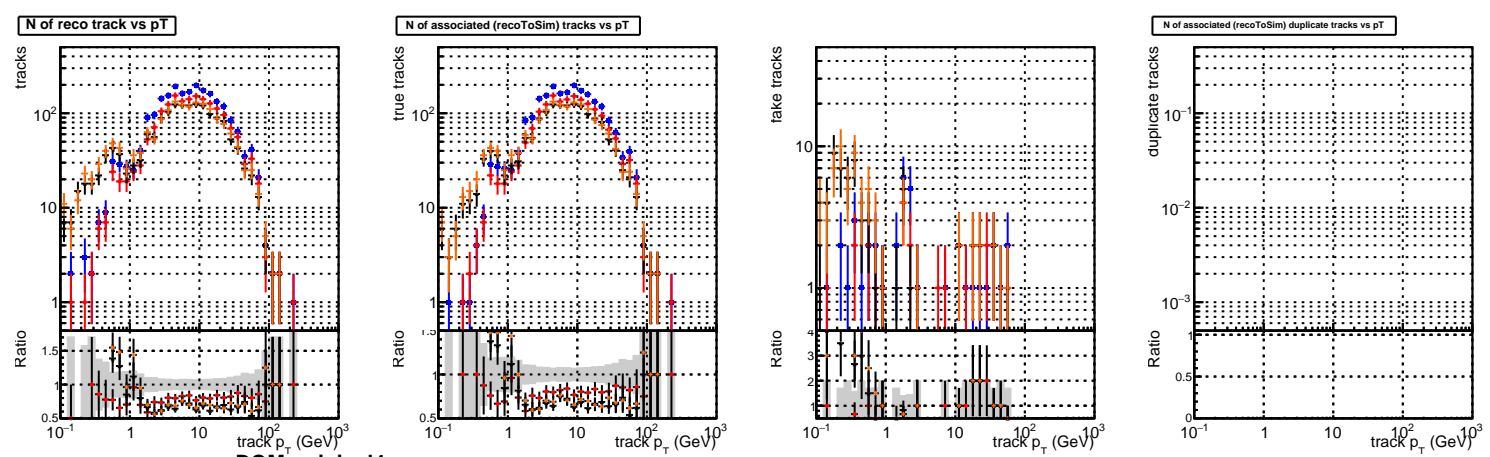 N of reco track vs pT
tracks
10²
10
1
Ratio
1.5
1
0.5
10⁻¹ 1 10 10² 10³
track p_T (GeV)
N of associated (recoToSim) tracks vs pT
true tracks
10²
10
1
Ratio
1.5
1
0.5
10⁻¹ 1 10 10² 10³
track p_T (GeV)
fake tracks
10
1
Ratio
4
3
2
1
10⁻¹ 1 10 10² 10³
track p_T (GeV)
N of associated (recoToSim) duplicate tracks vs pT
duplicate tracks
10⁻¹
10⁻²
10⁻³
Ratio
1
0.5
0
10⁻¹ 1 10 10² 10³
track p_T (GeV)